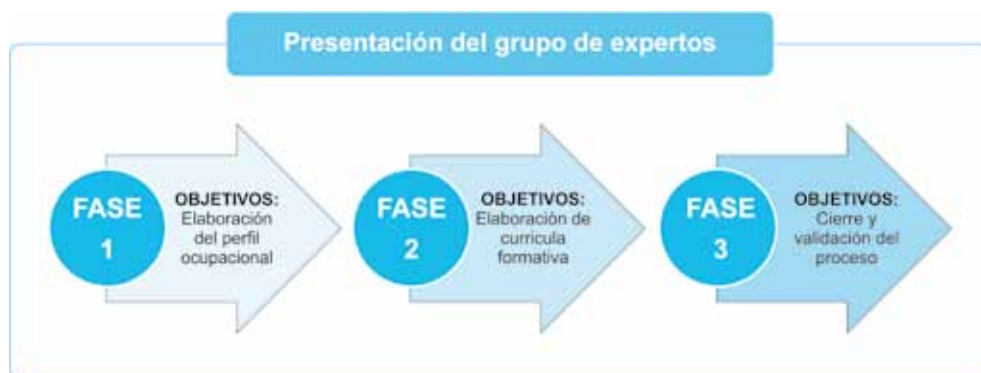 Presentación del grupo de expertos
FASE
1
OBJETIVOS:
Elaboración
del perfil
ocupacional
FASE
2
OBJETIVOS:
Elaboración de
curricula
formativa
FASE
3
OBJETIVOS:
Cierre y
validación del
proceso